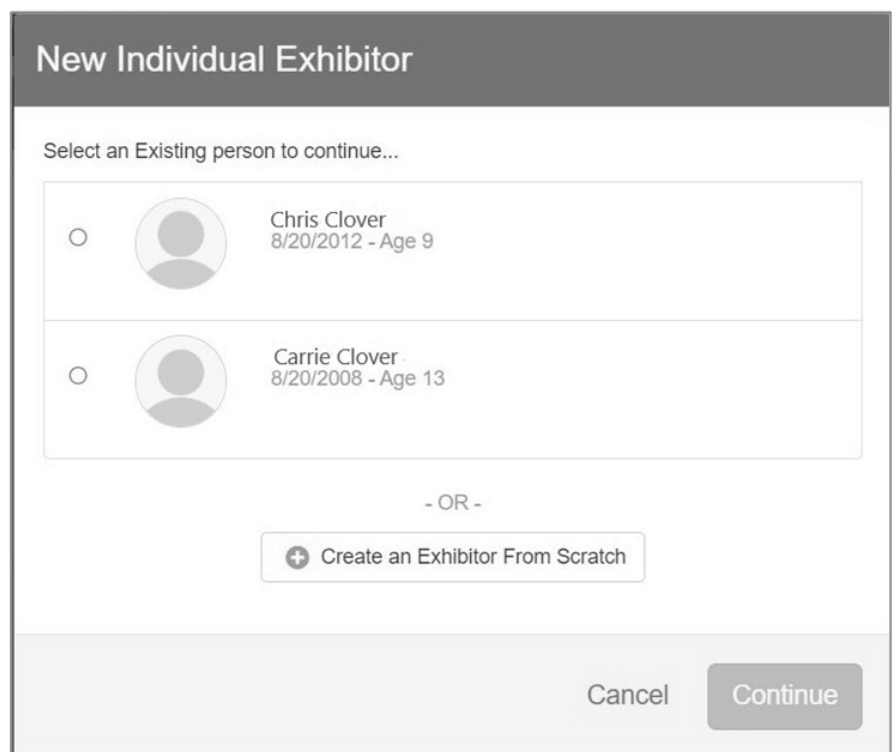 New Individual Exhibitor
Select an Existing person to continue...
Chris Clover
8/20/2012 - Age 9
Carrie Clover
8/20/2008 - Age 13
- OR -
Create an Exhibitor From Scratch
Cancel
Continue